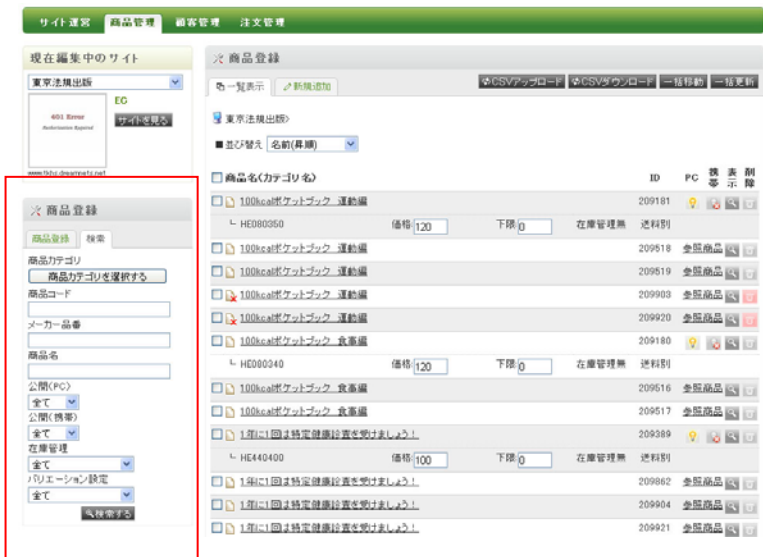 サイト運営 商品管理 顧客管理 注文管理
現在編集中のサイト
東京法規出版
401 Error
Authorization Required
EC
サイトを見る
www.tkhs.dreamnets.net
商品登録
商品登録 検索
商品カテゴリ
商品カテゴリを選択する
商品コード
メーカー品番
商品名
公開(PC)
全て
公開(携帯)
全て
在庫管理
全て
バリエーション設定
全て
検索する
商品登録
一覧表示 新規追加 CSVアップロード CSVダウンロード 一括移動 一括更新
東京法規出版>
■並び替え 名前(昇順)
商品名(カテゴリ名) ID PC 携帯 表示 削除
100kcalポケットブック 運動編 209181
└ HE080350 価格: 120 下限: 0 在庫管理無 送料別
100kcalポケットブック 運動編 209518 参照商品
100kcalポケットブック 運動編 209519 参照商品
100kcalポケットブック 運動編 209903 参照商品
100kcalポケットブック 運動編 209920 参照商品
100kcalポケットブック 食事編 209180
└ HE080340 価格: 120 下限: 0 在庫管理無 送料別
100kcalポケットブック 食事編 209516 参照商品
100kcalポケットブック 食事編 209517 参照商品
1年に1回は特定健康診査を受けましょう! 209389
└ HE440400 価格: 100 下限: 0 在庫管理無 送料別
1年に1回は特定健康診査を受けましょう! 209862 参照商品
1年に1回は特定健康診査を受けましょう! 209904 参照商品
1年に1回は特定健康診査を受けましょう! 209921 参照商品